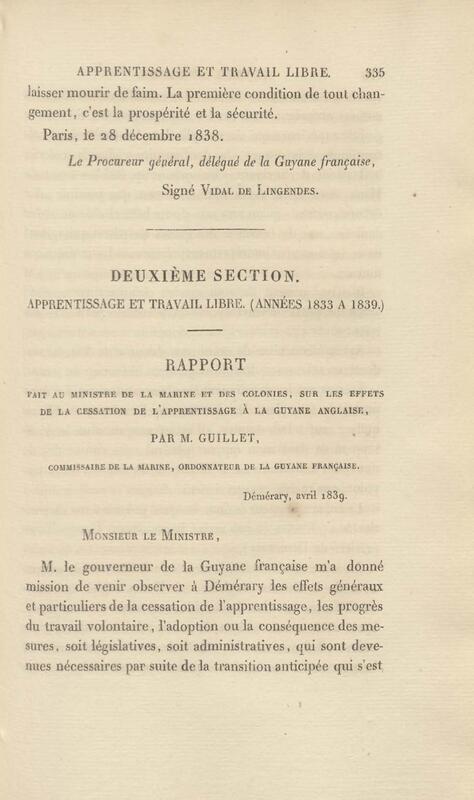 APPRENTISSAGE ET TRAVAIL LIBRE. 335
laisser mourir de faim. La première condition de tout chan-
gement, c'est la prospérité et la sécurité.
Paris, le 28 décembre 1838.
Le Procureur général, délégué de la Guyane française,
Signé VIDAL DE LINGENDES.
DEUXIÈME SECTION.
APPRENTISSAGE ET TRAVAIL LIBRE. (ANNÉES 1833 A 1839.)
RAPPORT
FAIT AU MINISTRE DE LA MARINE ET DES COLONIES, SUR LES EFFETS
DE LA CESSATION DE L'APPRENTISSAGE À LA GUYANE ANGLAISE,
PAR M. GUILLET,
COMMISSAIRE DE LA MARINE, ORDONNATEUR DE LA GUYANE FRANÇAISE.
Démérary, avril 1839.
MONSIEUR LE MINISTRE,
M. le gouverneur de la Guyane française m'a donné
mission de venir observer à Démérary les effets généraux
et particuliers de la cessation de l'apprentissage, les progrès
du travail volontaire, l'adoption ou la conséquence des me-
sures, soit législatives, soit administratives, qui sont deve-
nues nécessaires par suite de la transition anticipée qui s'est